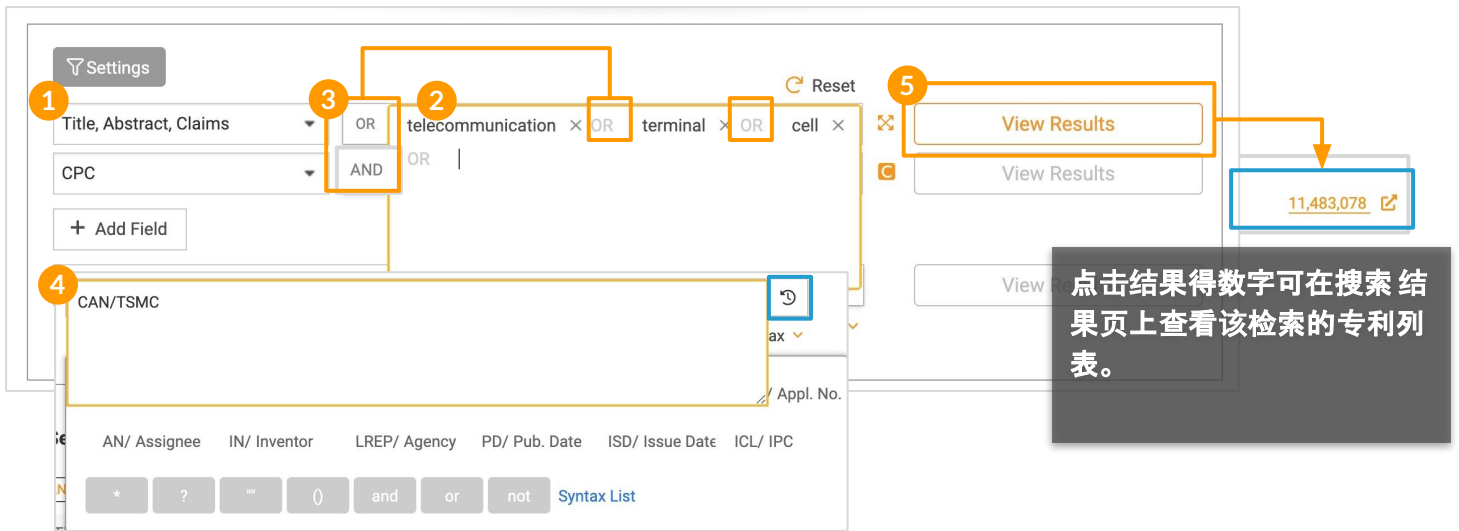 Settings
1
3
2
5
Reset
Title, Abstract, Claims
OR
telecommunication × OR terminal × OR cell ×
View Results
CPC
AND
OR
C
View Results
11,483,078
+ Add Field
4
CAN/TSMC
View Re
点击结果得数字可在搜索 结
果页上查看该检索的专利列
表。
ax
/ Appl. No.
AN/ Assignee IN/ Inventor LREP/ Agency PD/ Pub. Date ISD/ Issue Date ICL/ IPC
* ? "" () and or not Syntax List